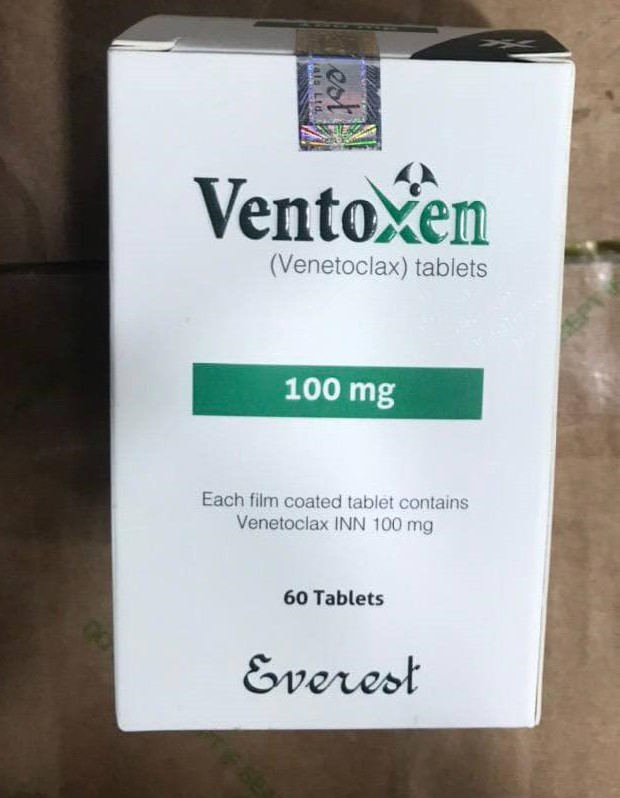 Ventoxen
(Venetoclax) tablets
100 mg
Each film coated tablet contains
Venetoclax INN 100 mg
60 Tablets
Everest